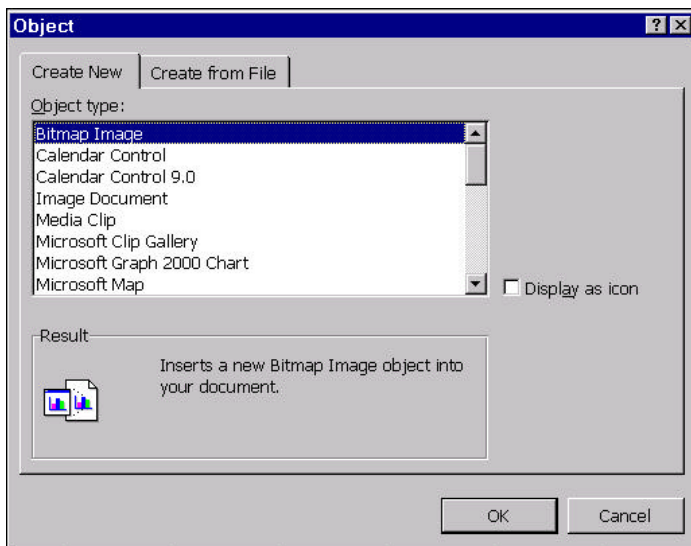 Object
?
Create New
Create from File
Object type:
Bitmap Image
Calendar Control
Calendar Control 9.0
Image Document
Media Clip
Microsoft Clip Gallery
Microsoft Graph 2000 Chart
Microsoft Map
Display as icon
Result
Inserts a new Bitmap Image object into
your document.
OK
Cancel